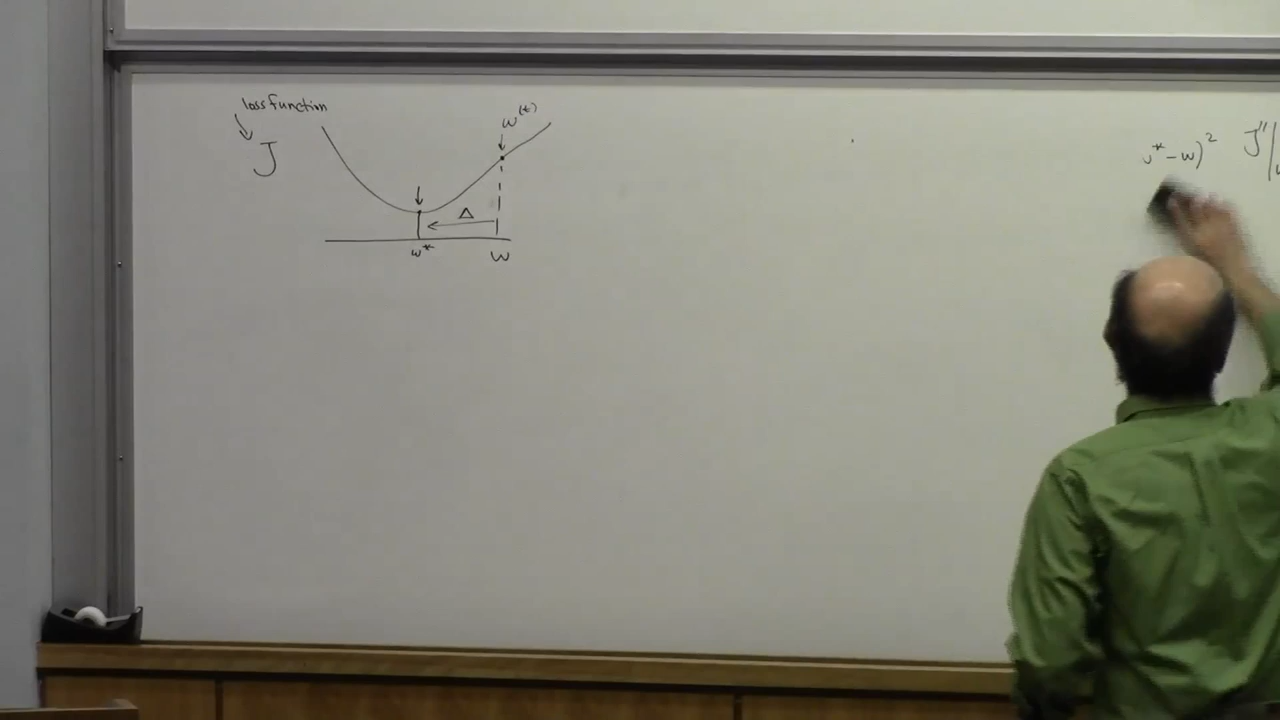 loss function
J
w^(t)
Δ
w*
w
* - w)² J''|